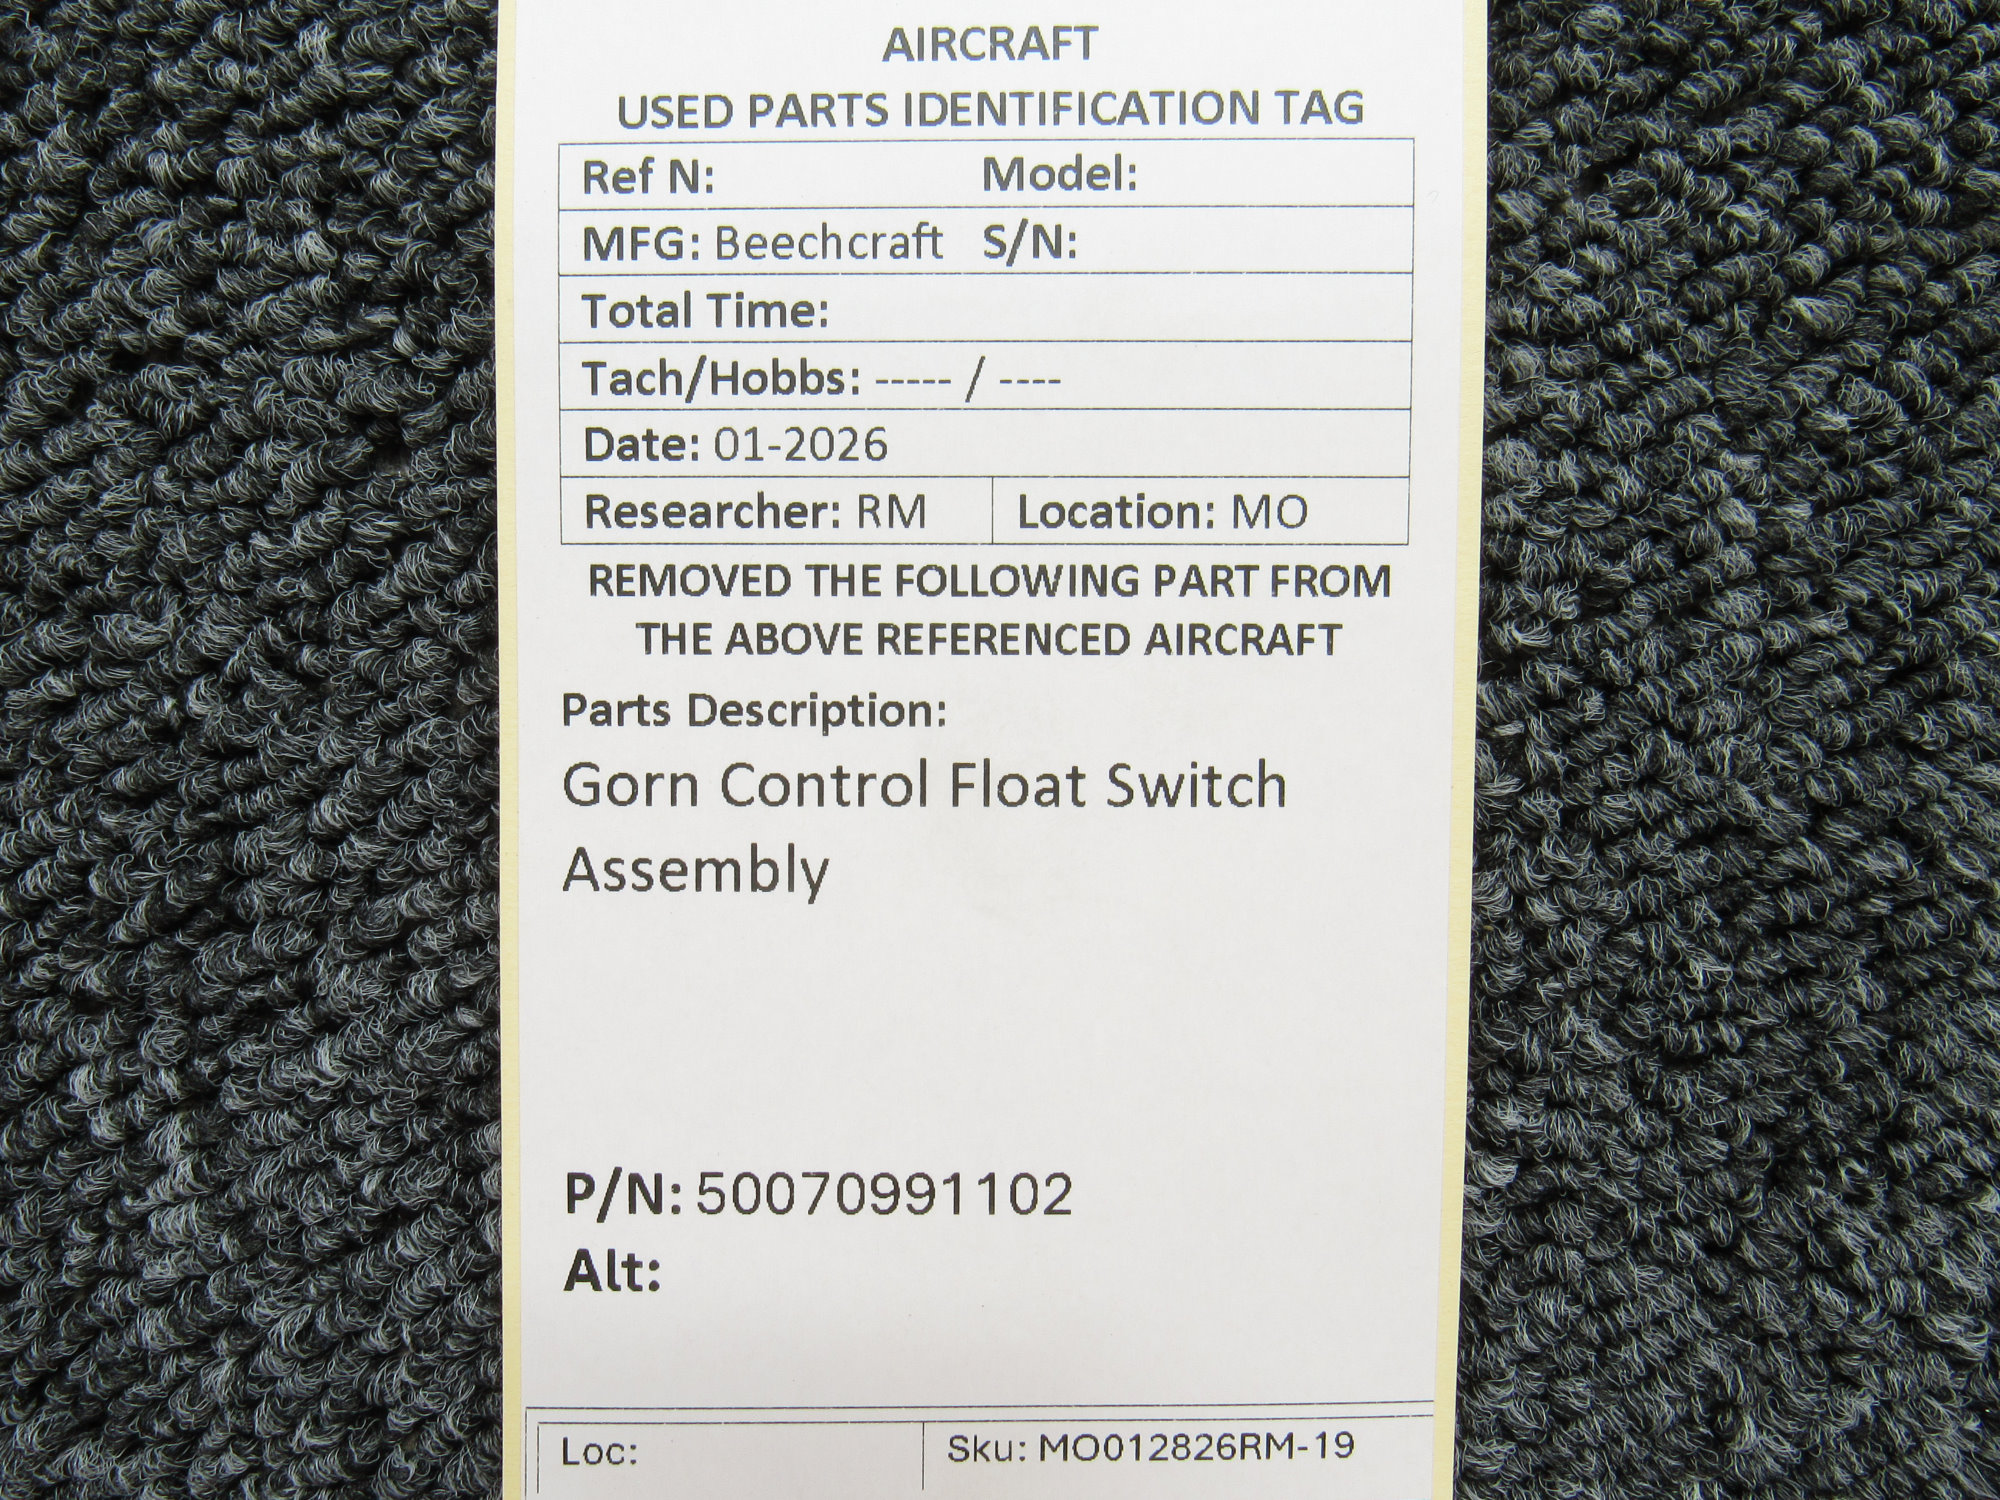 AIRCRAFT
USED PARTS IDENTIFICATION TAG
Ref N: Model:
MFG: Beechcraft S/N:
Total Time:
Tach/Hobbs: ----- / ----
Date: 01-2026
Researcher: RM Location: MO
REMOVED THE FOLLOWING PART FROM
THE ABOVE REFERENCED AIRCRAFT
Parts Description:
Gorn Control Float Switch
Assembly
P/N: 50070991102
Alt:
Loc: Sku: MO012826RM-19